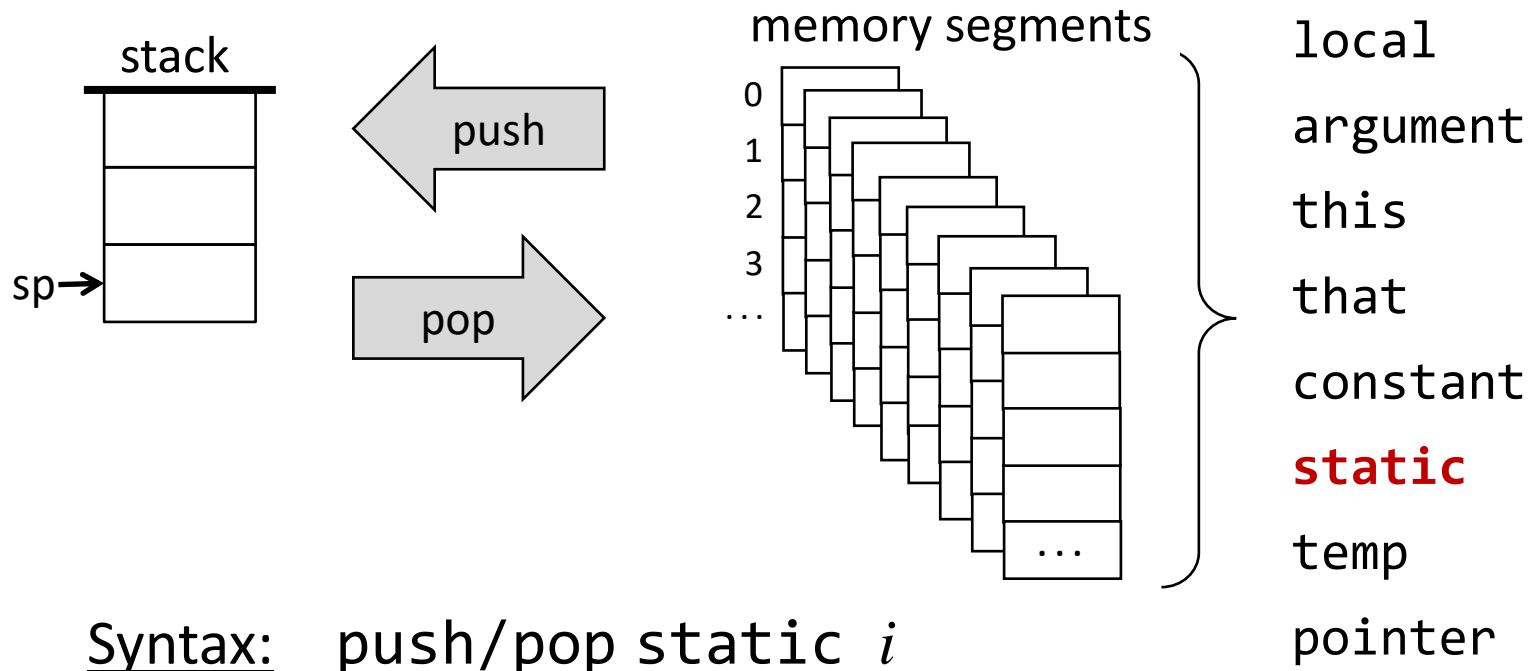 stack
sp
push
pop
memory segments
0
1
2
3
...
...
local
argument
this
that
constant
static
temp
pointer
Syntax: push/pop static i